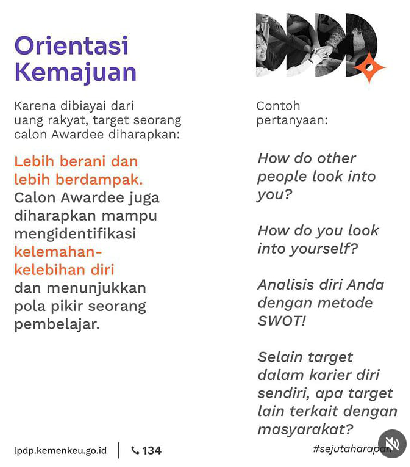 Orientasi
Kemajuan
Karena dibiayai dari
uang rakyat, target seorang
calon Awardee diharapkan:
Lebih berani dan
lebih berdampak.
Calon Awardee juga
diharapkan mampu
mengidentifikasi
kelemahan-
kelebihan diri
dan menunjukkan
pola pikir seorang
pembelajar.
Contoh
pertanyaan:
How do other
people look into
you?
How do you look
into yourself?
Analisis diri Anda
dengan metode
SWOT!
Selain target
dalam karier diri
sendiri, apa target
lain terkait dengan
masyarakat?
lpdp.kemenkeu.go.id
134